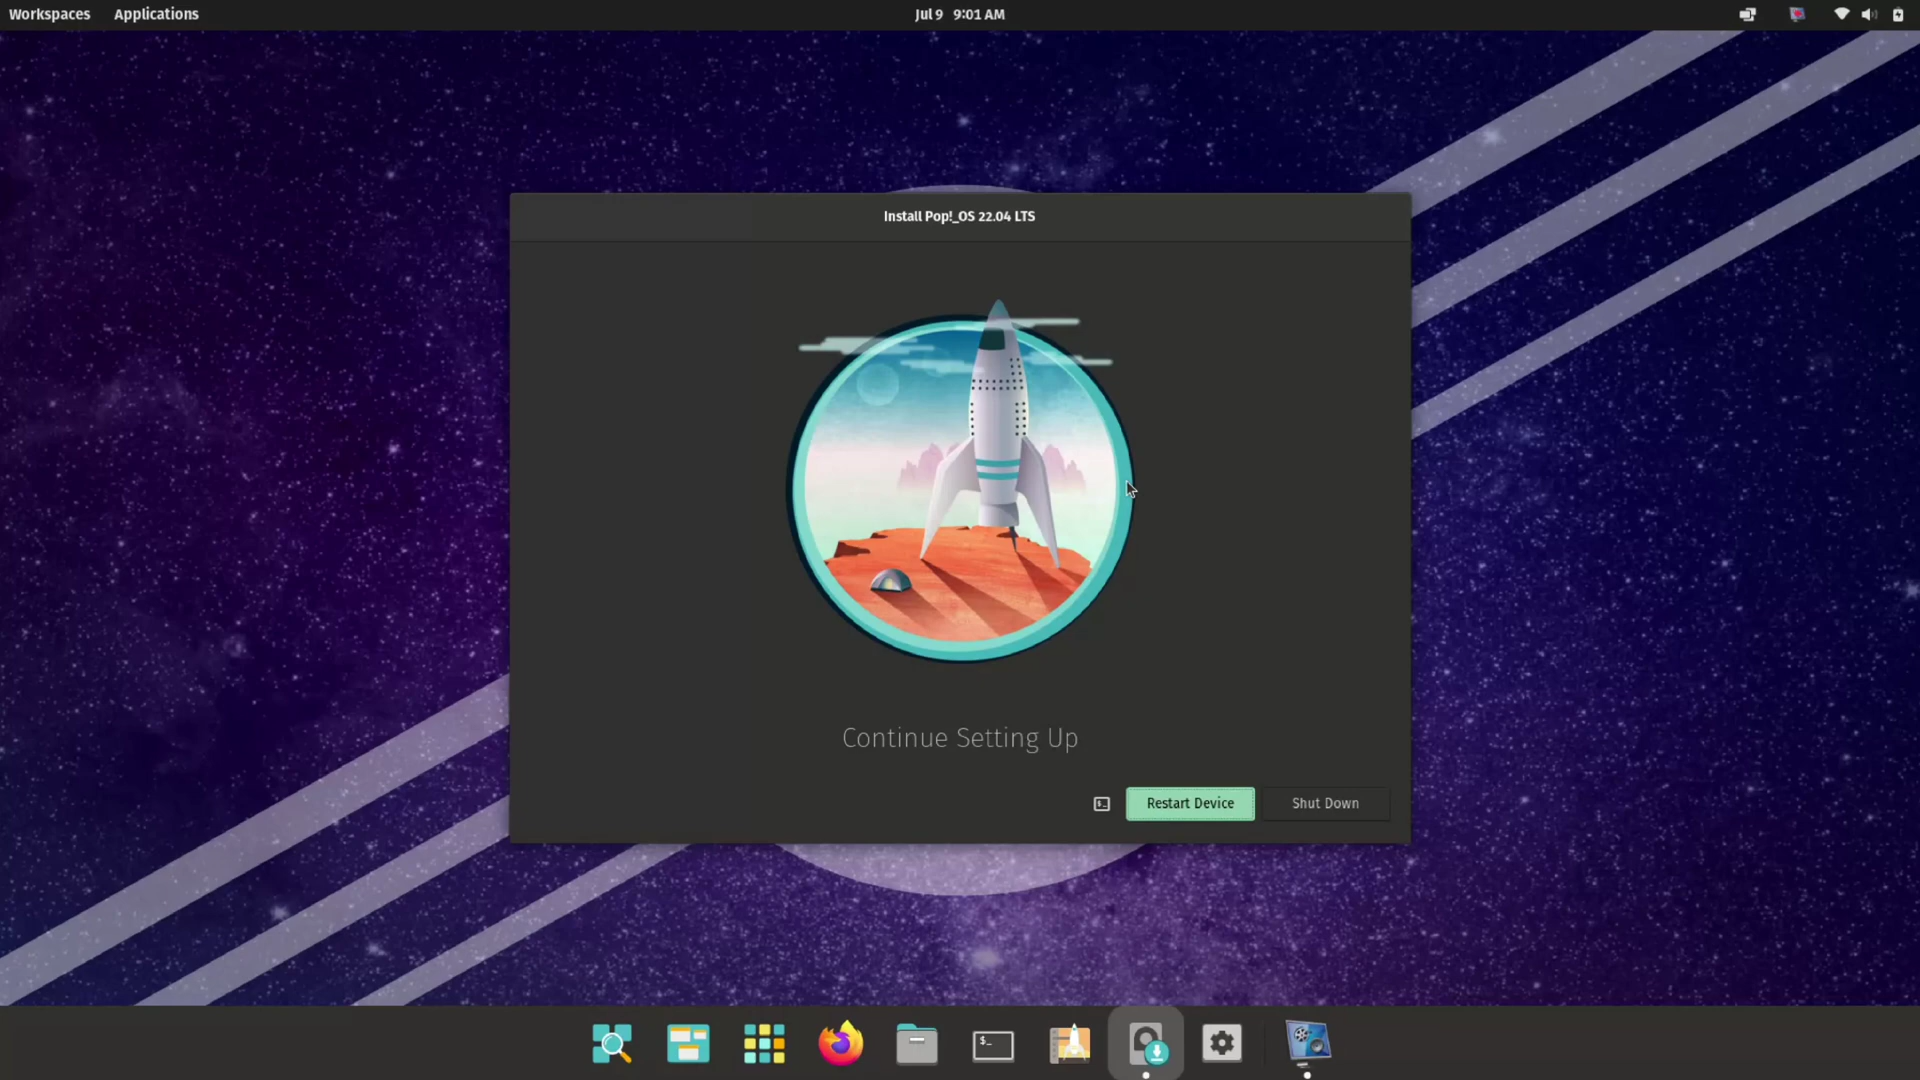 Workspaces Applications Jul 9 9:01 AM
Install Pop!_OS 22.04 LTS
Continue Setting Up
Restart Device Shut Down
$_